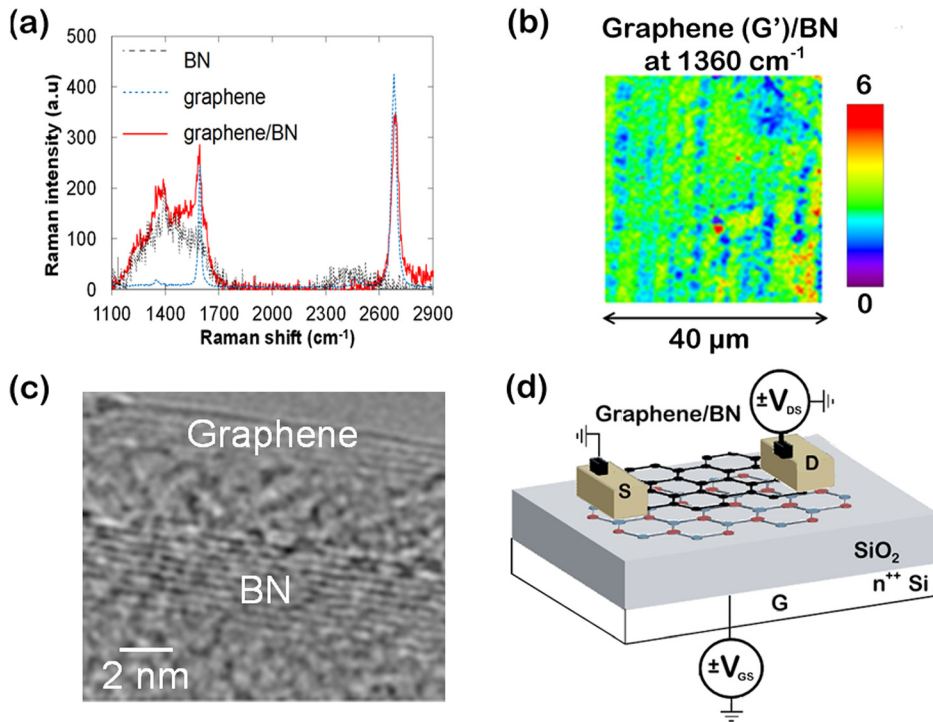 (a)
500
400
300
200
100
0
Raman intensity (a.u)
BN
graphene
graphene/BN
1100 1400 1700 2000 2300 2600 2900
Raman shift (cm-1)
(b)
Graphene (G')/BN
at 1360 cm-1
6
0
40 µm
(c)
Graphene
BN
2 nm
(d)
Graphene/BN
±VDS
S
D
SiO2
n++ Si
G
±VGS